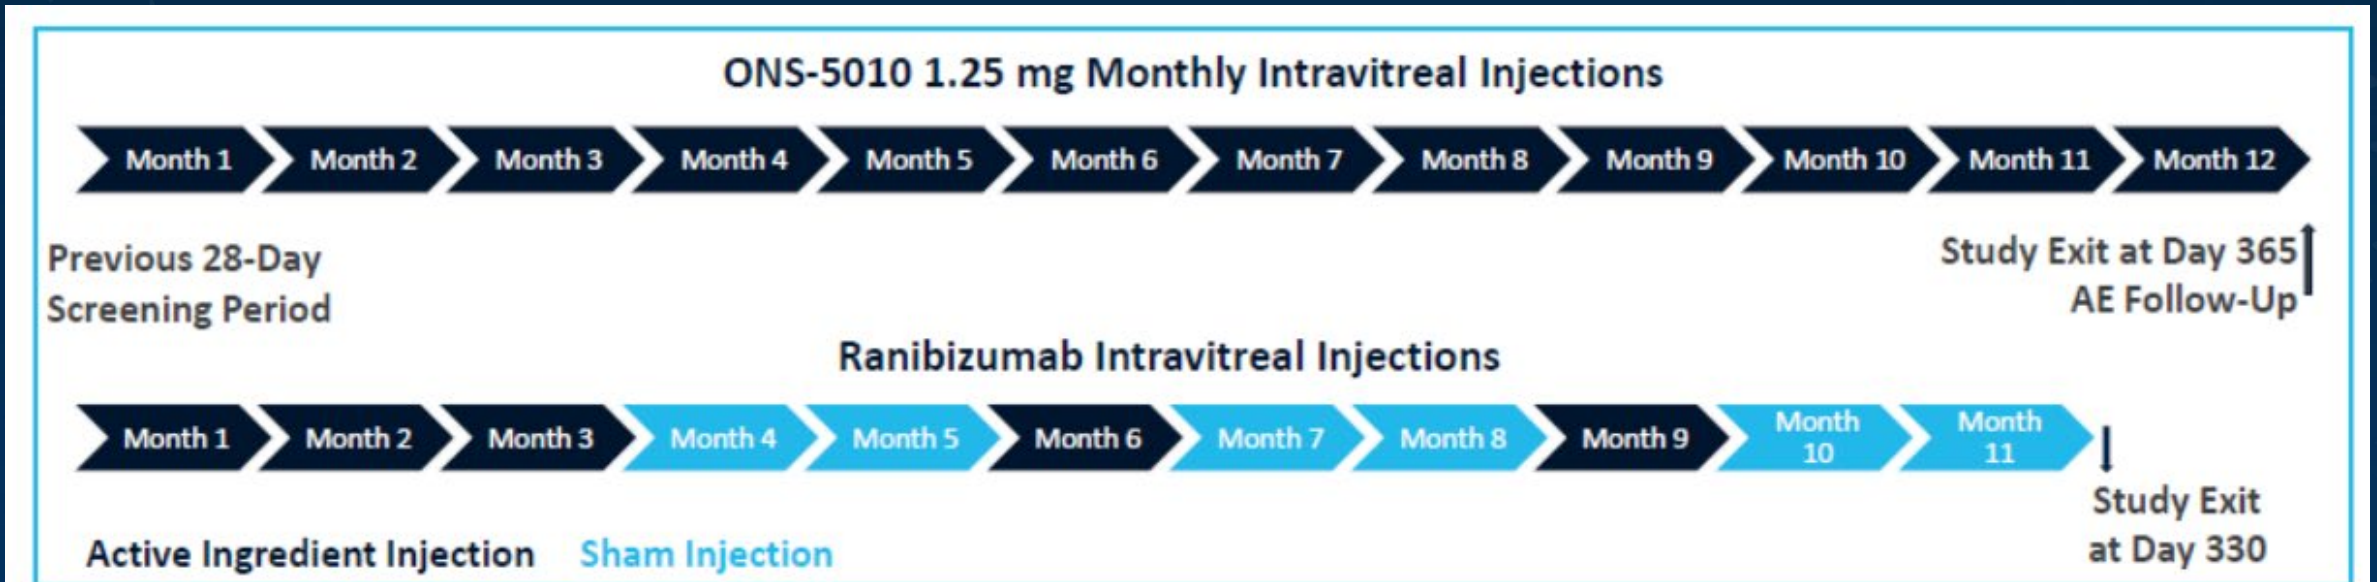 ONS-5010 1.25 mg Monthly Intravitreal Injections
Month 1
Month 2
Month 3
Month 4
Month 5
Month 6
Month 7
Month 8
Month 9
Month 10
Month 11
Month 12
Previous 28-Day
Screening Period
Study Exit at Day 365
AE Follow-Up
Ranibizumab Intravitreal Injections
Month 1
Month 2
Month 3
Month 4
Month 5
Month 6
Month 7
Month 8
Month 9
Month
10
Month
11
Study Exit
at Day 330
Active Ingredient Injection
Sham Injection